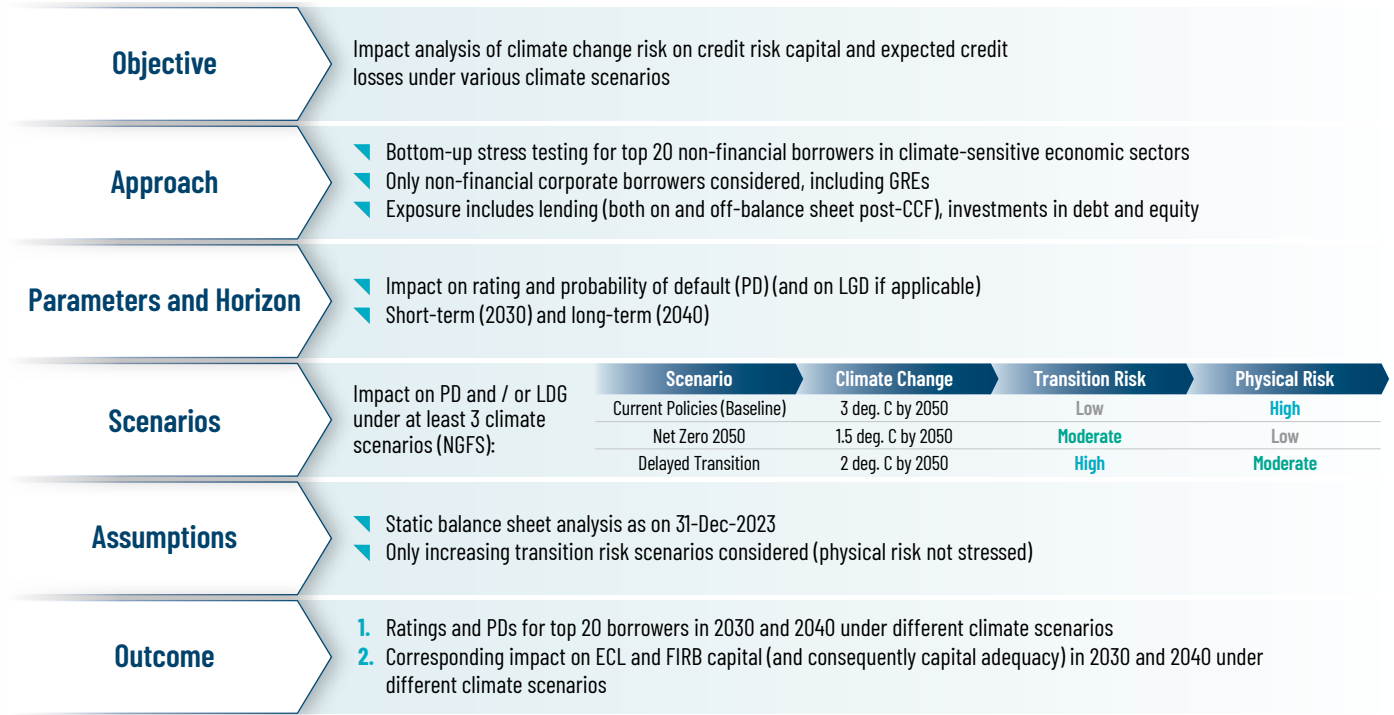 Objective
Impact analysis of climate change risk on credit risk capital and expected credit
losses under various climate scenarios
Approach
Bottom-up stress testing for top 20 non-financial borrowers in climate-sensitive economic sectors
Only non-financial corporate borrowers considered, including GREs
Exposure includes lending (both on and off-balance sheet post-CCF), investments in debt and equity
Parameters and Horizon
Impact on rating and probability of default (PD) (and on LGD if applicable)
Short-term (2030) and long-term (2040)
Scenarios
Impact on PD and / or LDG
under at least 3 climate
scenarios (NGFS):
Scenario Climate Change Transition Risk Physical Risk
Current Policies (Baseline) 3 deg. C by 2050 Low High
Net Zero 2050 1.5 deg. C by 2050 Moderate Low
Delayed Transition 2 deg. C by 2050 High Moderate
Assumptions
Static balance sheet analysis as on 31-Dec-2023
Only increasing transition risk scenarios considered (physical risk not stressed)
Outcome
1. Ratings and PDs for top 20 borrowers in 2030 and 2040 under different climate scenarios
2. Corresponding impact on ECL and FIRB capital (and consequently capital adequacy) in 2030 and 2040 under
different climate scenarios